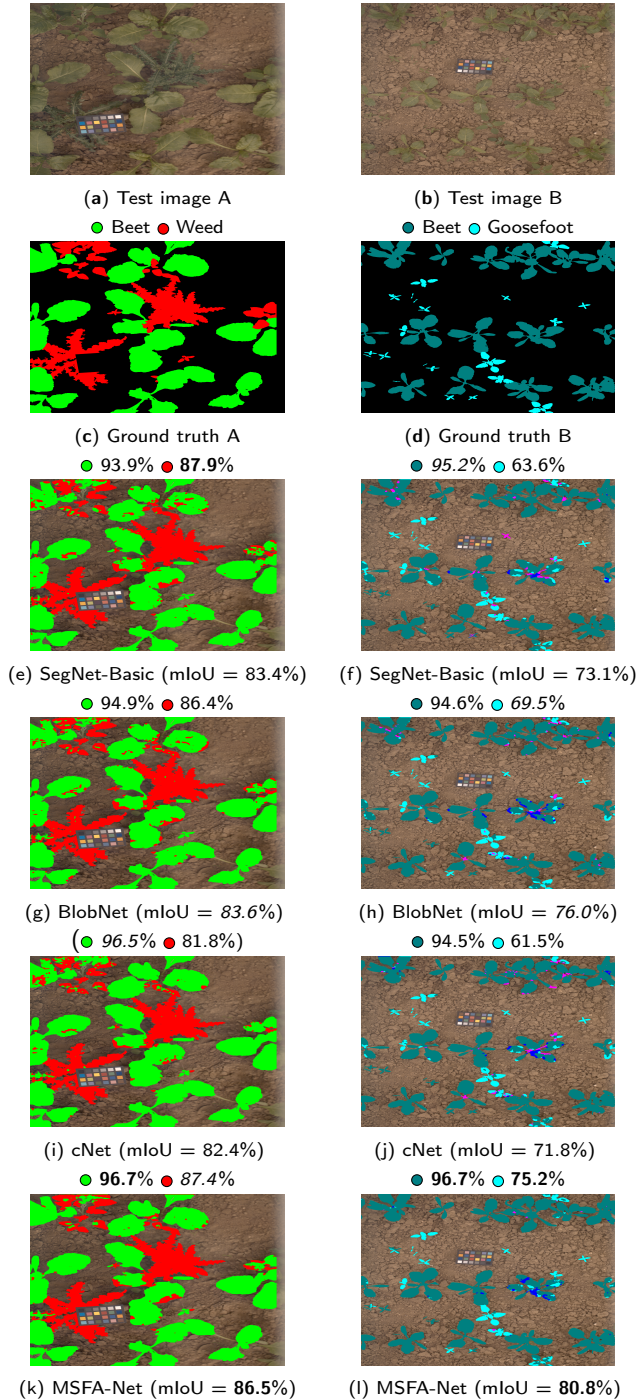 (a) Test image A
(b) Test image B
Beet Weed
Beet Goosefoot
(c) Ground truth A
(d) Ground truth B
93.9% 87.9%
95.2% 63.6%
(e) SegNet-Basic (mIoU = 83.4%)
(f) SegNet-Basic (mIoU = 73.1%)
94.9% 86.4%
94.6% 69.5%
(g) BlobNet (mIoU = 83.6%)
(h) BlobNet (mIoU = 76.0%)
( 96.5% 81.8%)
94.5% 61.5%
(i) cNet (mIoU = 82.4%)
(j) cNet (mIoU = 71.8%)
96.7% 87.4%
96.7% 75.2%
(k) MSFA-Net (mIoU = 86.5%)
(l) MSFA-Net (mIoU = 80.8%)